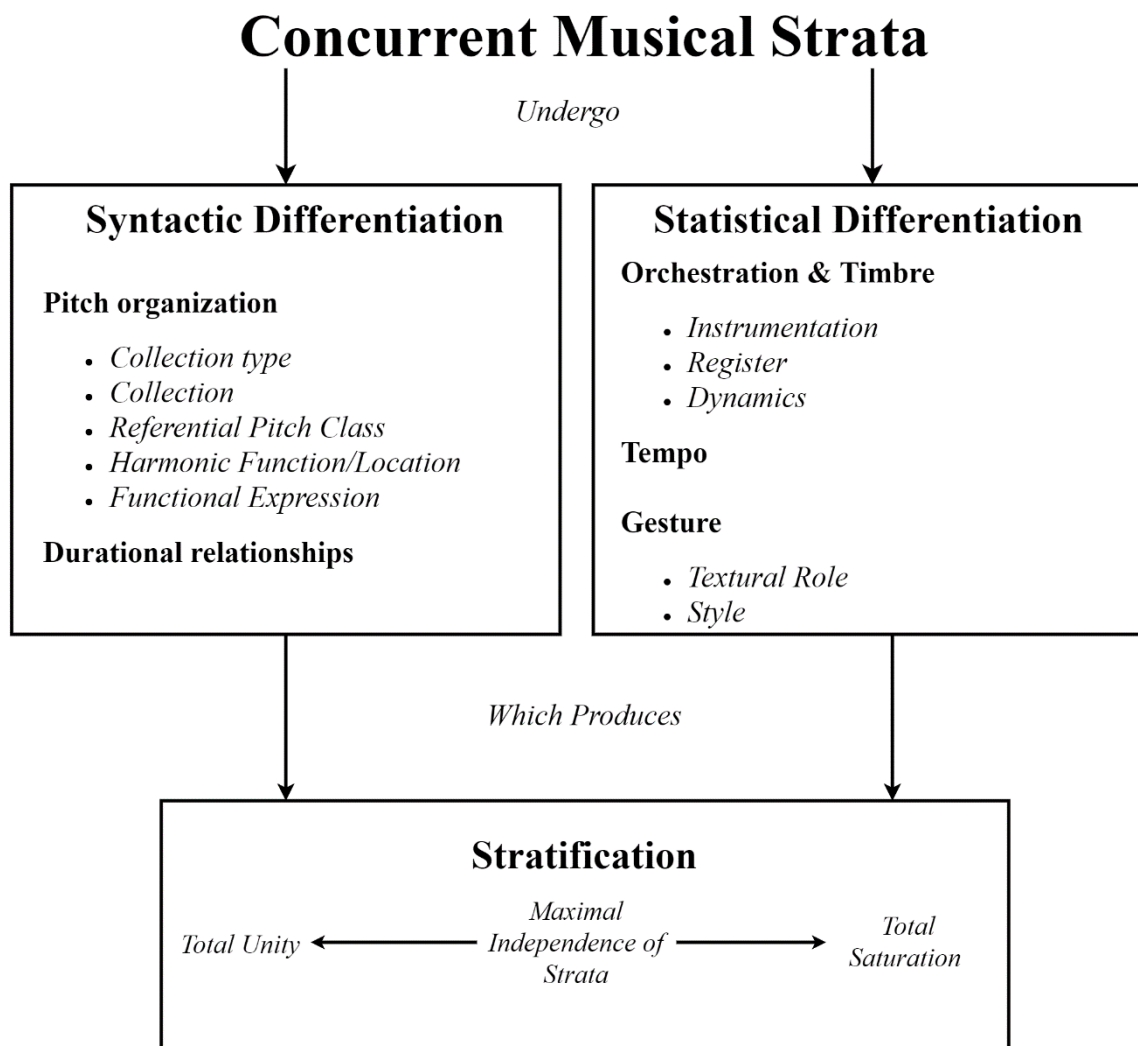 Concurrent Musical Strata
Undergo
Syntactic Differentiation
Pitch organization
• Collection type
• Collection
• Referential Pitch Class
• Harmonic Function/Location
• Functional Expression
Durational relationships
Statistical Differentiation
Orchestration & Timbre
• Instrumentation
• Register
• Dynamics
Tempo
Gesture
• Textural Role
• Style
Which Produces
Stratification
Total Unity
Maximal
Independence of
Strata
Total
Saturation